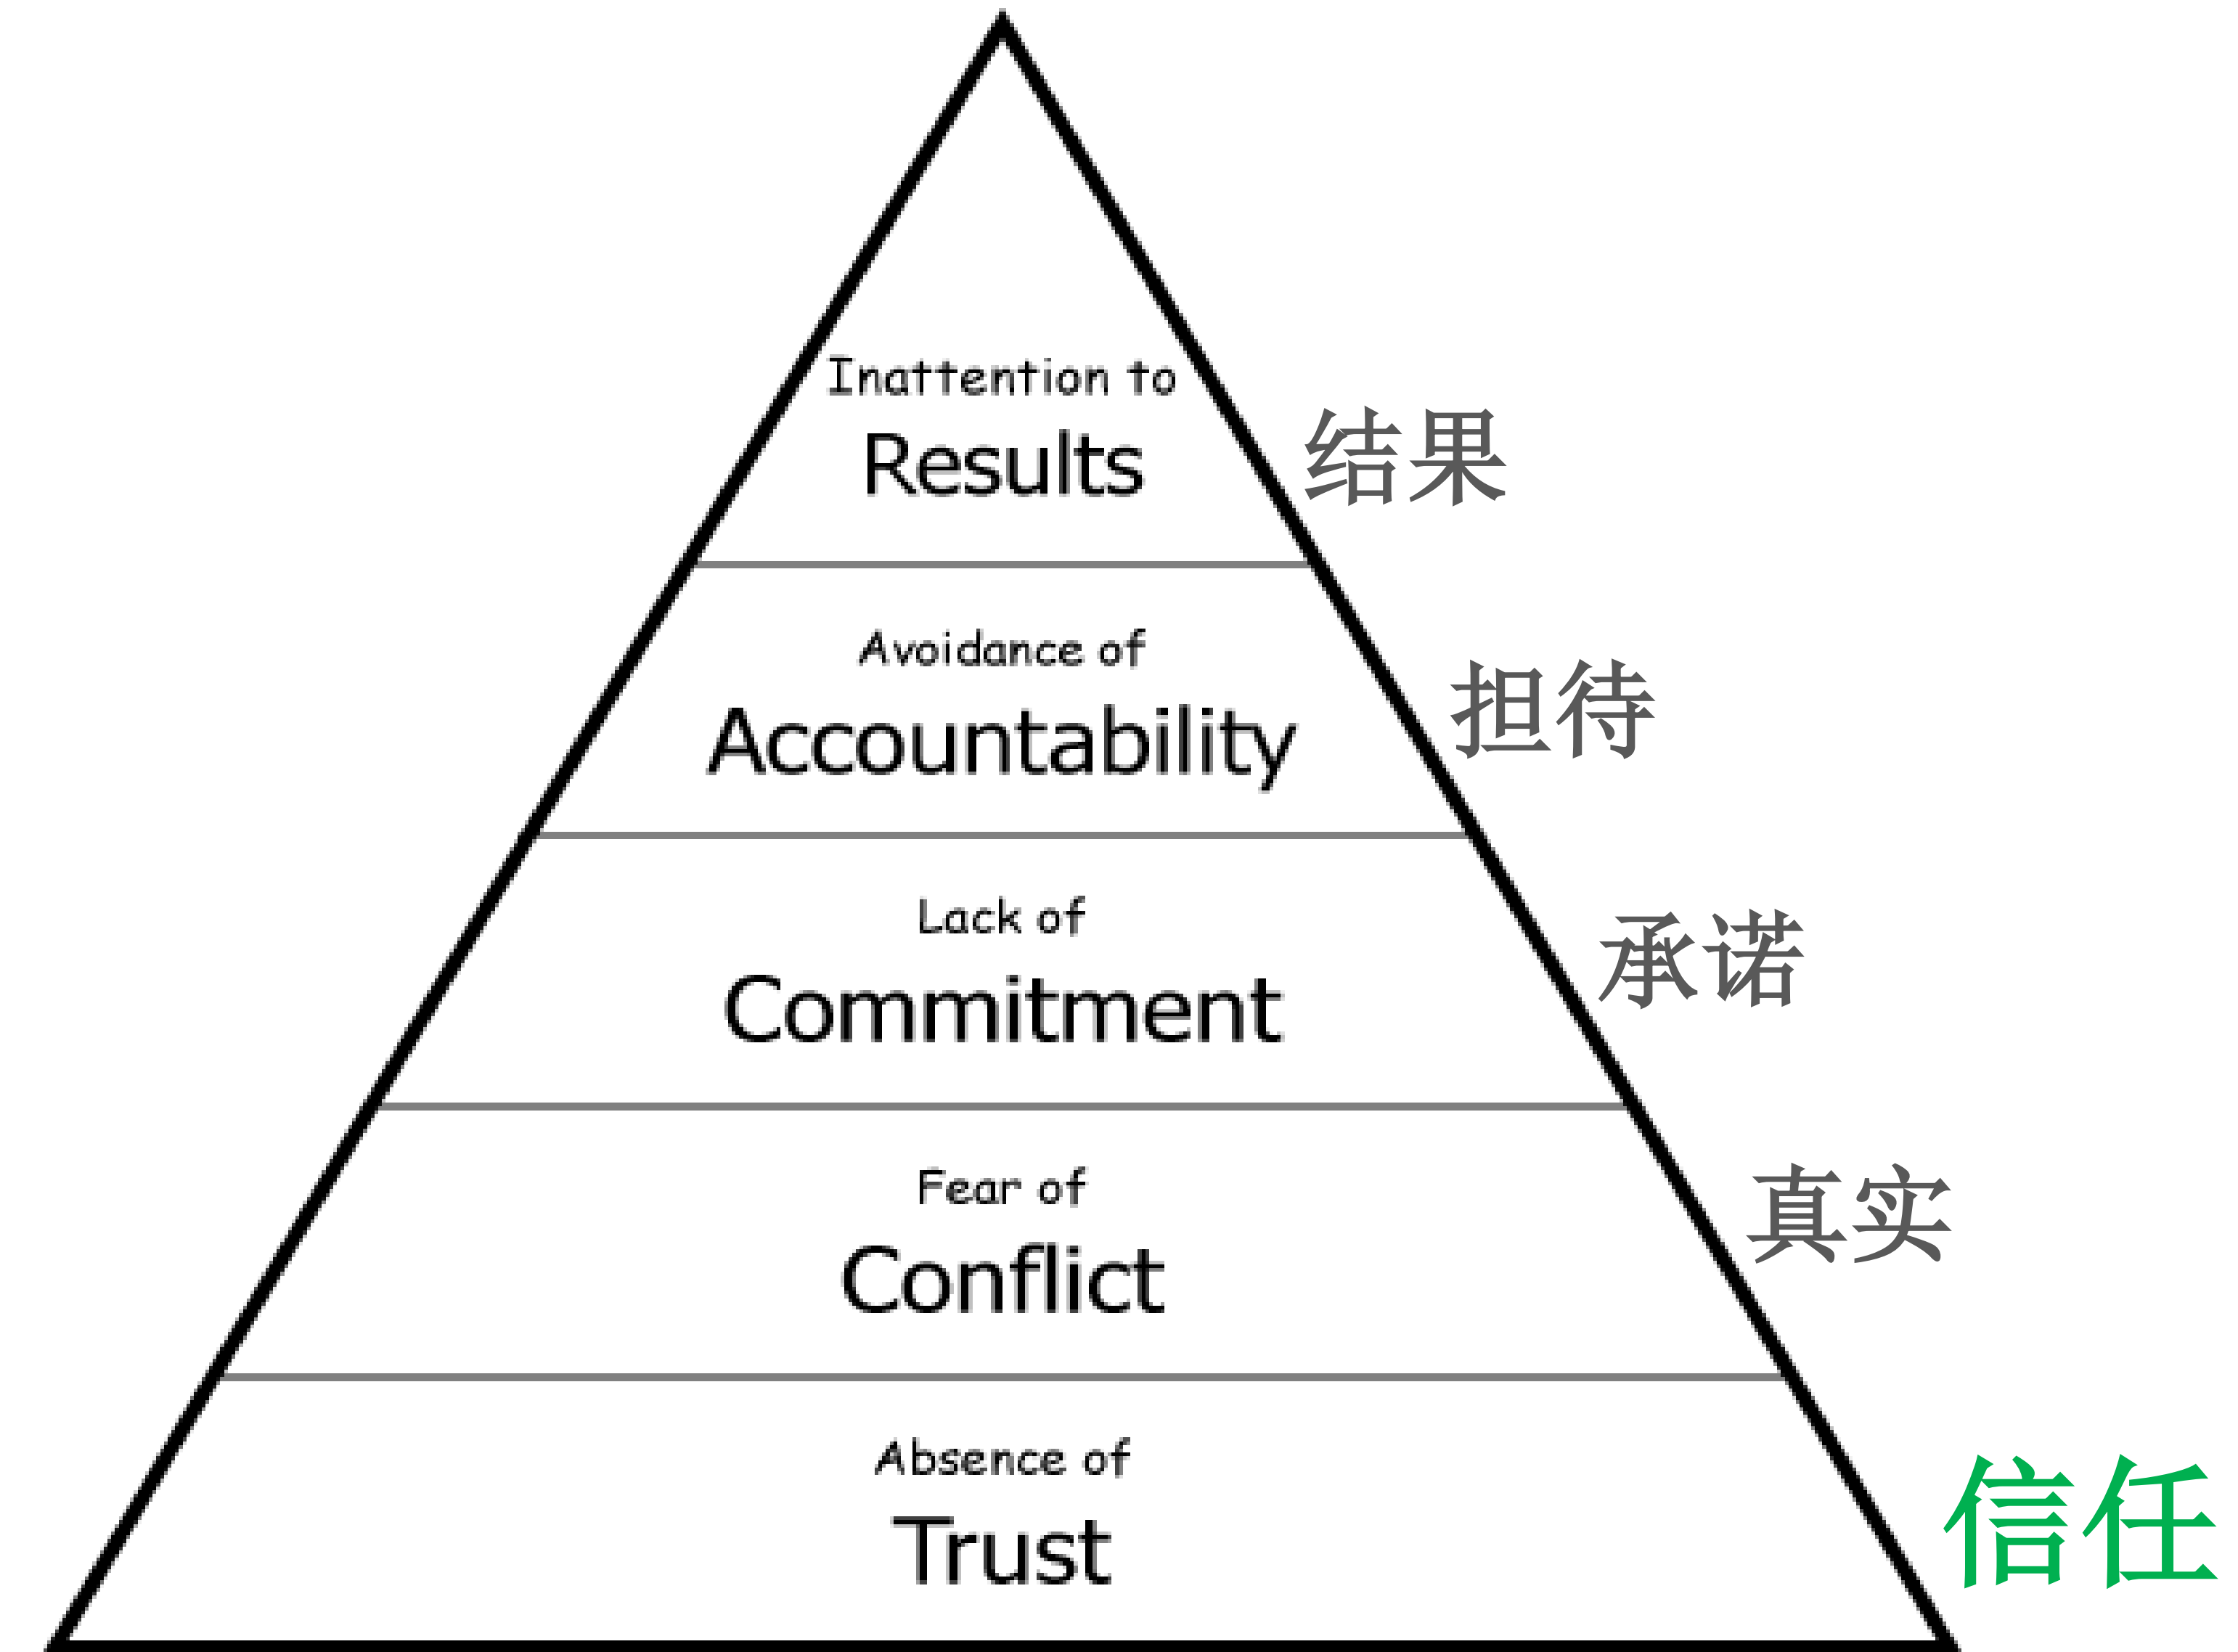 Inattention to
Results
结果
Avoidance of
Accountability
担待
Lack of
Commitment
承诺
Fear of
Conflict
真实
Absence of
Trust
信任